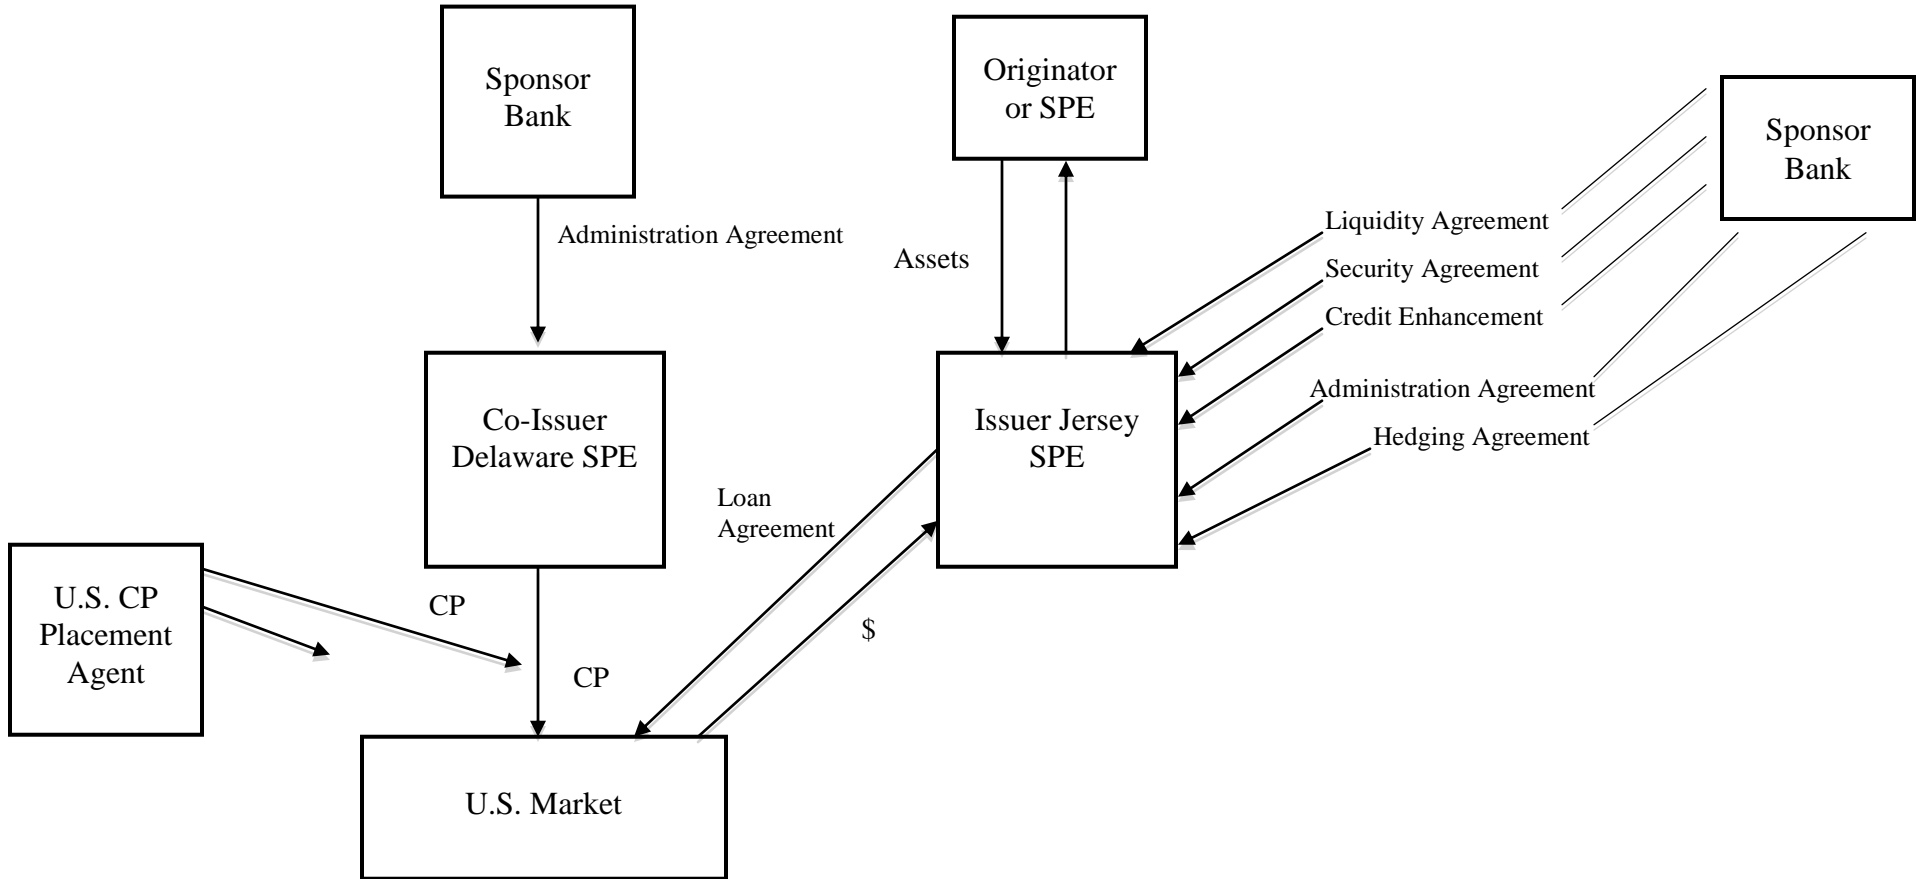 Sponsor
Bank
Originator
or SPE
Sponsor
Bank
Administration Agreement
Assets
Liquidity Agreement
Security Agreement
Credit Enhancement
Administration Agreement
Hedging Agreement
Co-Issuer
Delaware SPE
Issuer Jersey
SPE
Loan
Agreement
U.S. CP
Placement
Agent
CP
$
CP
U.S. Market